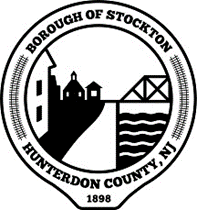 BOROUGH OF STOCKTON
HUNTERDON COUNTY, NJ
1898